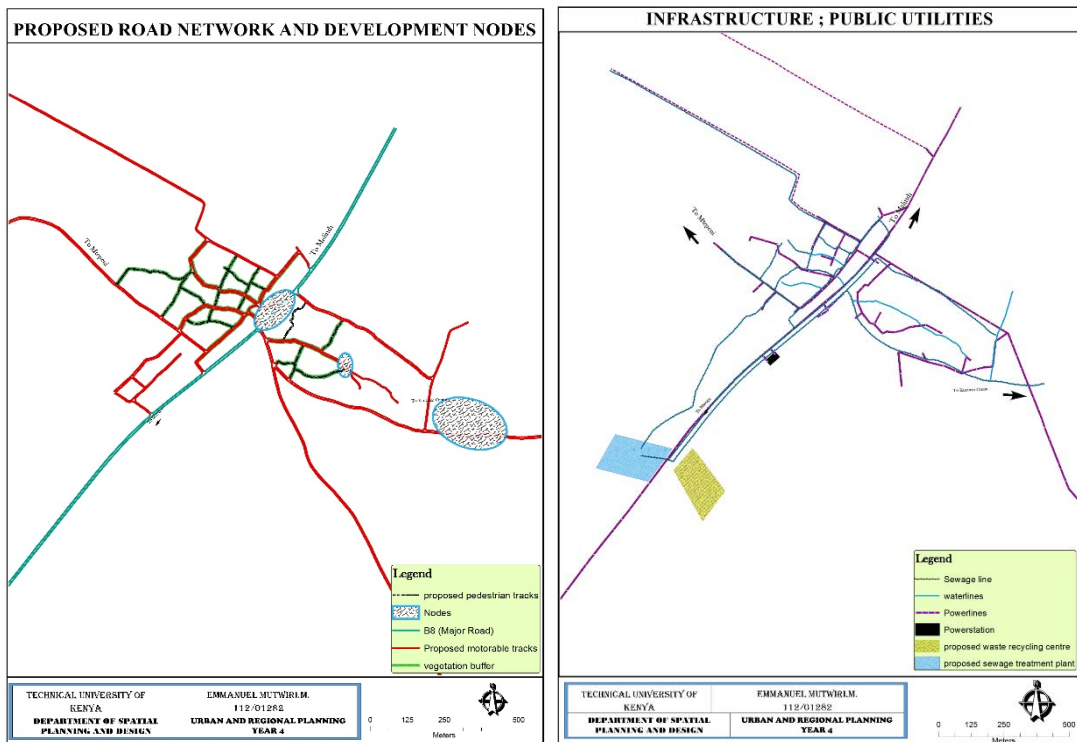 PROPOSED ROAD NETWORK AND DEVELOPMENT NODES
To Mtepeni
To Malindi
Legend
proposed pedestrian tracks
Nodes
B8 (Major Road)
Proposed motorable tracks
vegetation buffer
TECHNICAL UNIVERSITY OF
KENYA
DEPARTMENT OF SPATIAL
PLANNING AND DESIGN
EMMANUEL MUTWIRI.M.
112/01282
URBAN AND REGIONAL PLANNING
YEAR 4
0 250 500
Meters
INFRASTRUCTURE ; PUBLIC UTILITIES
To Mtepeni
To Malindi
Legend
Sewage line
waterlines
Powerlines
Powerstation
proposed waste recycling centre
proposed sewage treatment plant
TECHNICAL UNIVERSITY OF
KENYA
DEPARTMENT OF SPATIAL
PLANNING AND DESIGN
EMMANUEL MUTWIRI.M.
112/01282
URBAN AND REGIONAL PLANNING
YEAR 4
0 125 250 500
Meters